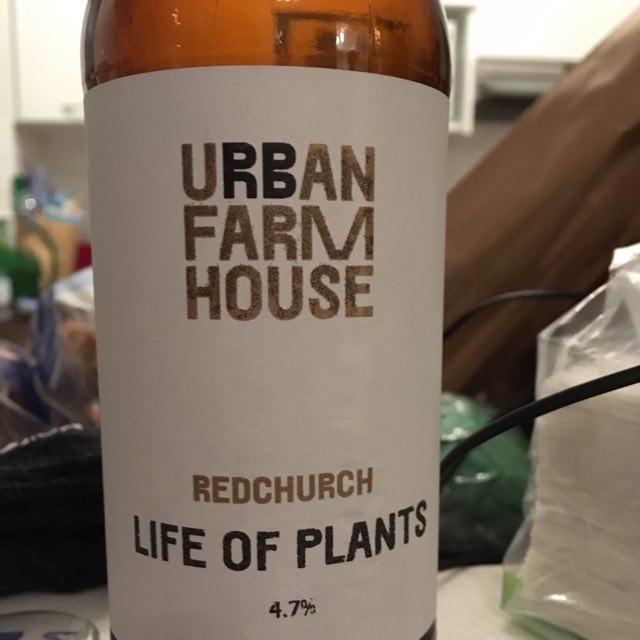 URBAN
FARM
HOUSE
REDCHURCH
LIFE OF PLANTS
4.7%